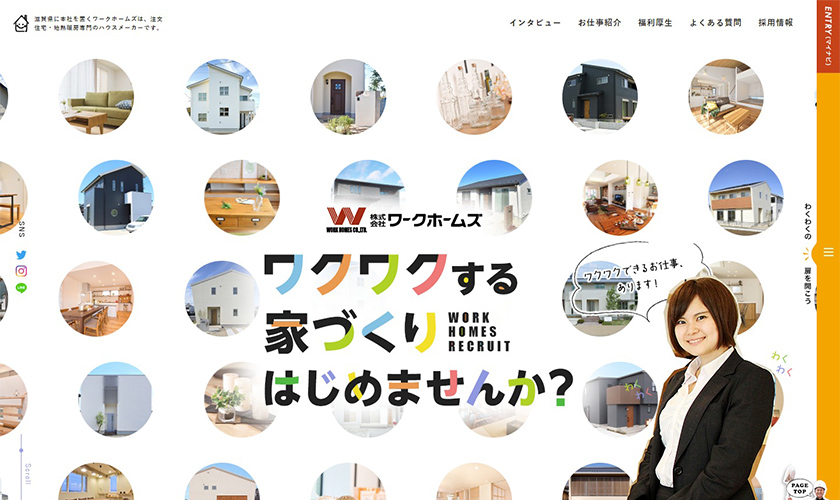 滋賀県に本社を置くワークホームズは、注文
住宅・地熱暖房専門のハウスメーカーです。
インタビュー
お仕事紹介
福利厚生
よくある質問
採用情報
ENTRY(マイナビ)
SNS
W
WORK HOMES CO.,LTD.
株式
会社
ワークホームズ
ワクワクする
家づくり
WORK
HOMES
RECRUIT
はじめませんか?
ワクワクできるお仕事、
あります!
わくわくの
扉を開こう
わく
わく
わく
わく
Scroll
PAGE
TOP